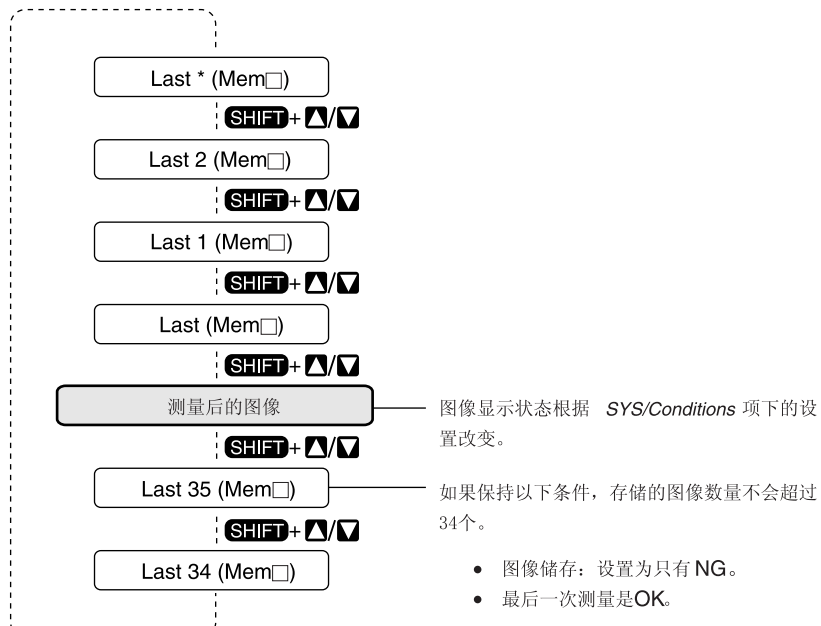 Last * (Mem□)
SHIFT+▲/▼
Last 2 (Mem□)
SHIFT+▲/▼
Last 1 (Mem□)
SHIFT+▲/▼
Last (Mem□)
SHIFT+▲/▼
测量后的图像
图像显示状态根据 SYS/Conditions 项下的设
置改变。
SHIFT+▲/▼
Last 35 (Mem□)
如果保持以下条件，存储的图像数量不会超过
34个。
SHIFT+▲/▼
Last 34 (Mem□)
• 图像储存：设置为只有 NG。
• 最后一次测量是OK。